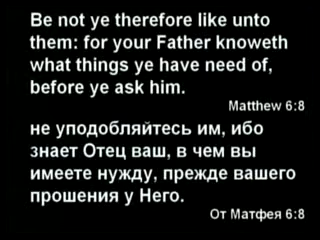 Be not ye therefore like unto
them: for your Father knoweth
what things ye have need of,
before ye ask him.
Matthew 6:8
не уподобляйтесь им, ибо
знает Отец ваш, в чем вы
имеете нужду, прежде вашего
прошения у Него.
От Матфея 6:8